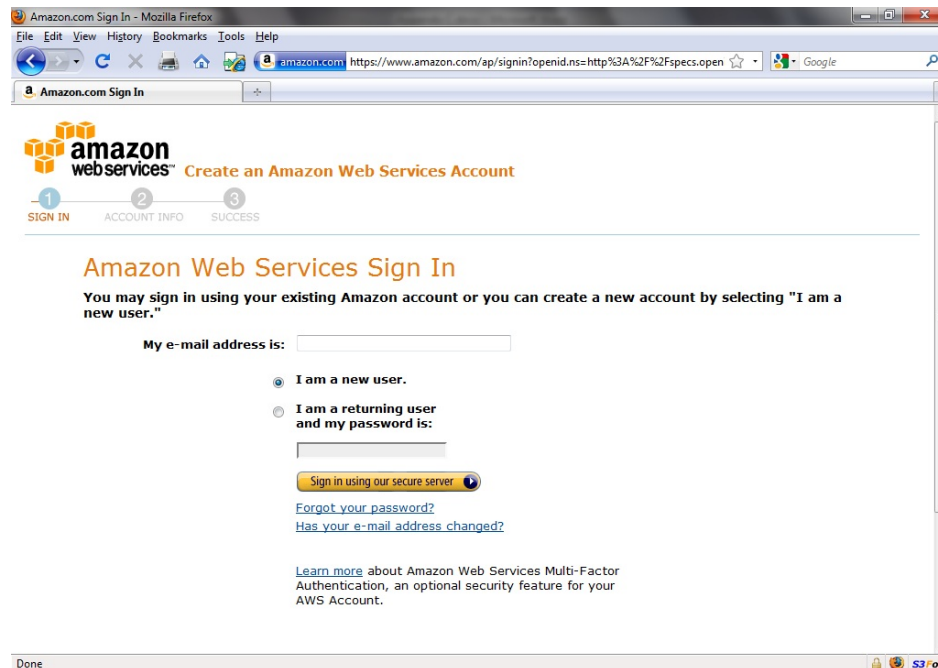 Amazon.com Sign In - Mozilla Firefox
File Edit View History Bookmarks Tools Help
amazon.com https://www.amazon.com/ap/signin?openid.ns=http%3A%2F%2Fspecs.open Google
Amazon.com Sign In
amazon
webservices™ Create an Amazon Web Services Account
1 2 3
SIGN IN ACCOUNT INFO SUCCESS
Amazon Web Services Sign In
You may sign in using your existing Amazon account or you can create a new account by selecting "I am a
new user."
My e-mail address is:
I am a new user.
I am a returning user
and my password is:
Sign in using our secure server
Forgot your password?
Has your e-mail address changed?
Learn more about Amazon Web Services Multi-Factor
Authentication, an optional security feature for your
AWS Account.
Done S3Fo